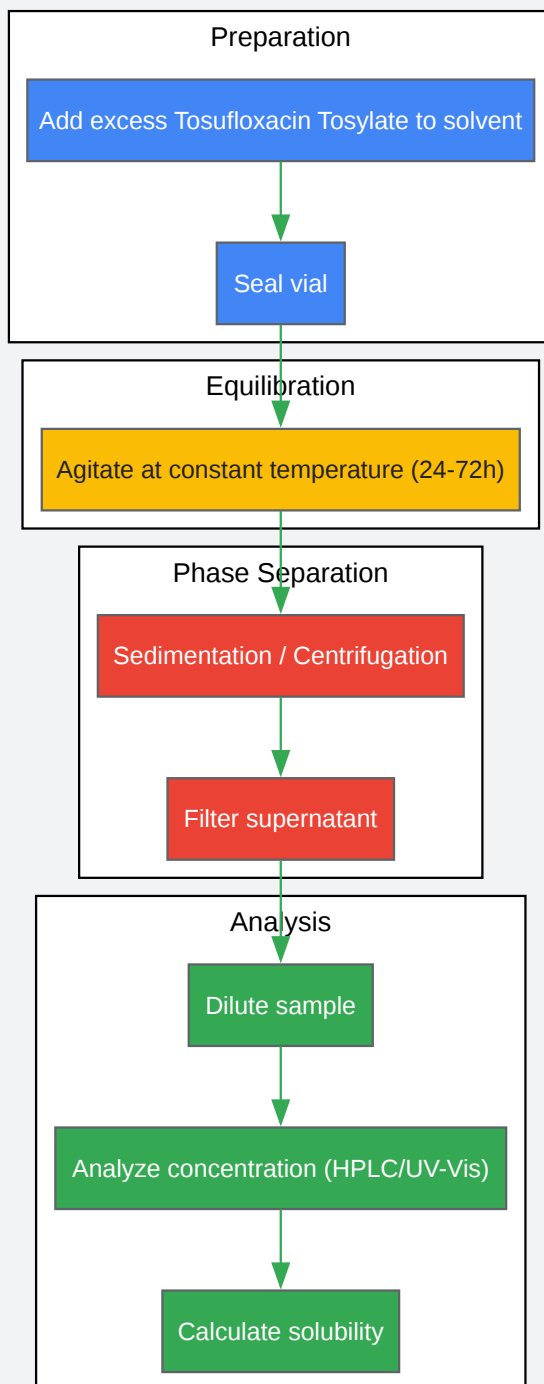 Preparation
Add excess Tosufloxacin Tosylate to solvent
Seal vial
Equilibration
Agitate at constant temperature (24-72h)
Phase Separation
Sedimentation / Centrifugation
Filter supernatant
Analysis
Dilute sample
Analyze concentration (HPLC/UV-Vis)
Calculate solubility